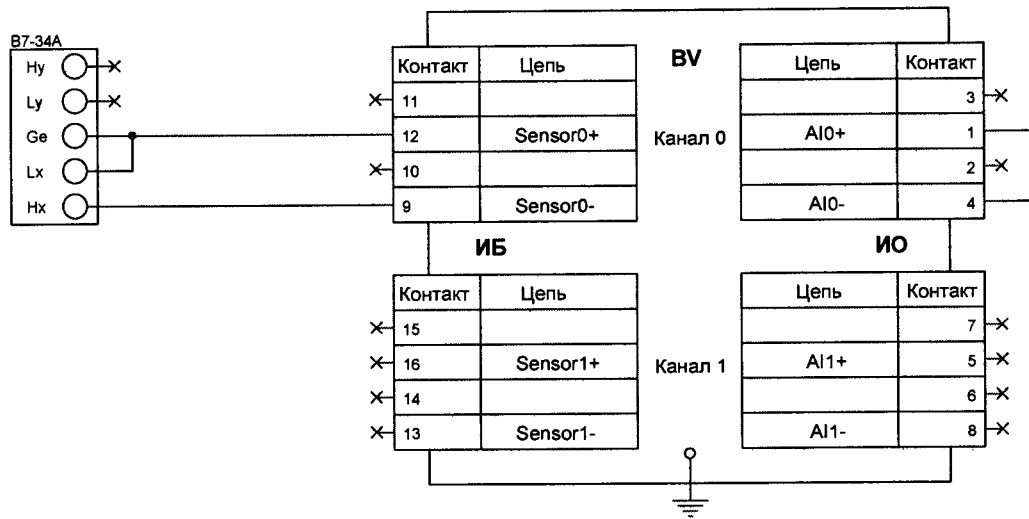 В7-34А
Hy
Ly
Ge
Lx
Hx
Контакт Цепь
11
12 Sensor0+
10
9 Sensor0-
BV
Канал 0
Цепь Контакт
3
AI0+ 1
2
AI0- 4
ИБ
ИО
Контакт Цепь
15
16 Sensor1+
14
13 Sensor1-
Канал 1
Цепь Контакт
7
AI1+ 5
6
AI1- 8